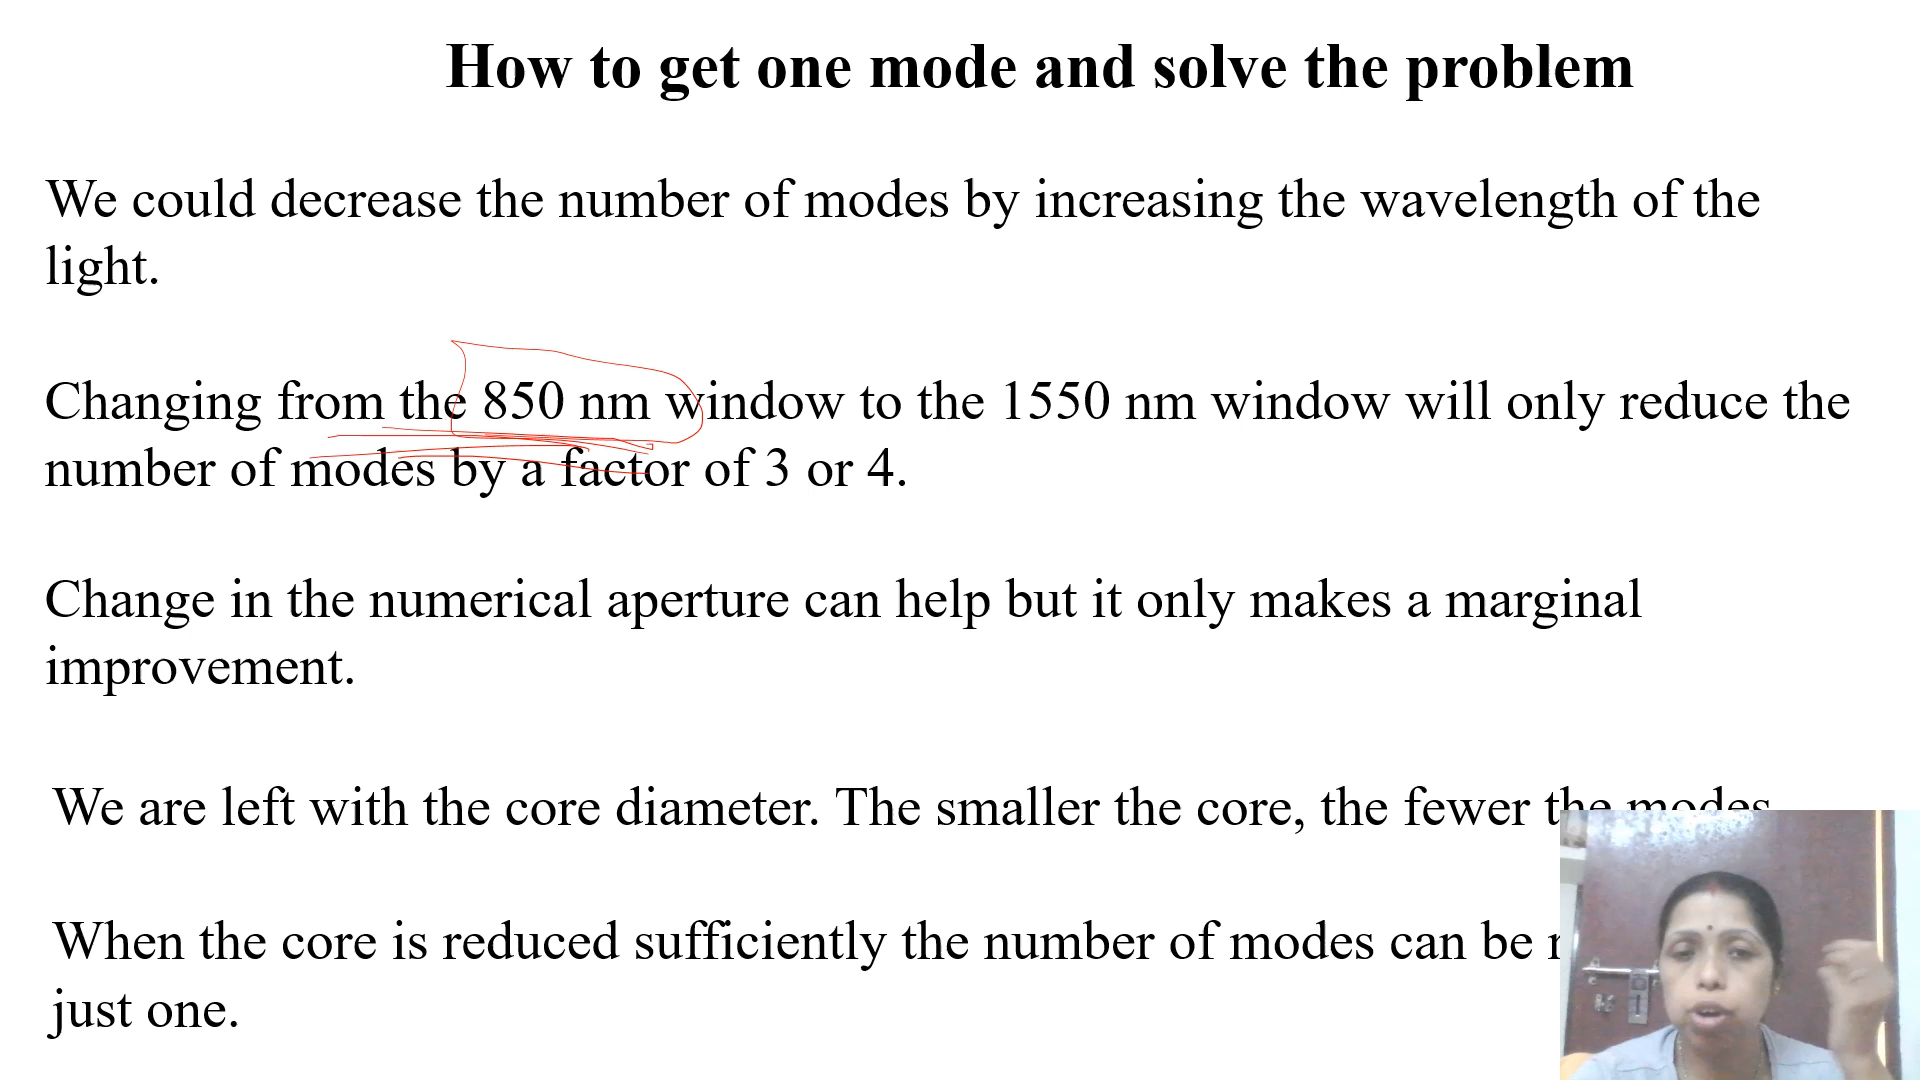 How to get one mode and solve the problem
We could decrease the number of modes by increasing the wavelength of the
light.
Changing from the 850 nm window to the 1550 nm window will only reduce the
number of modes by a factor of 3 or 4.
Change in the numerical aperture can help but it only makes a marginal
improvement.
We are left with the core diameter. The smaller the core, the fewer the modes
When the core is reduced sufficiently the number of modes can be
just one.